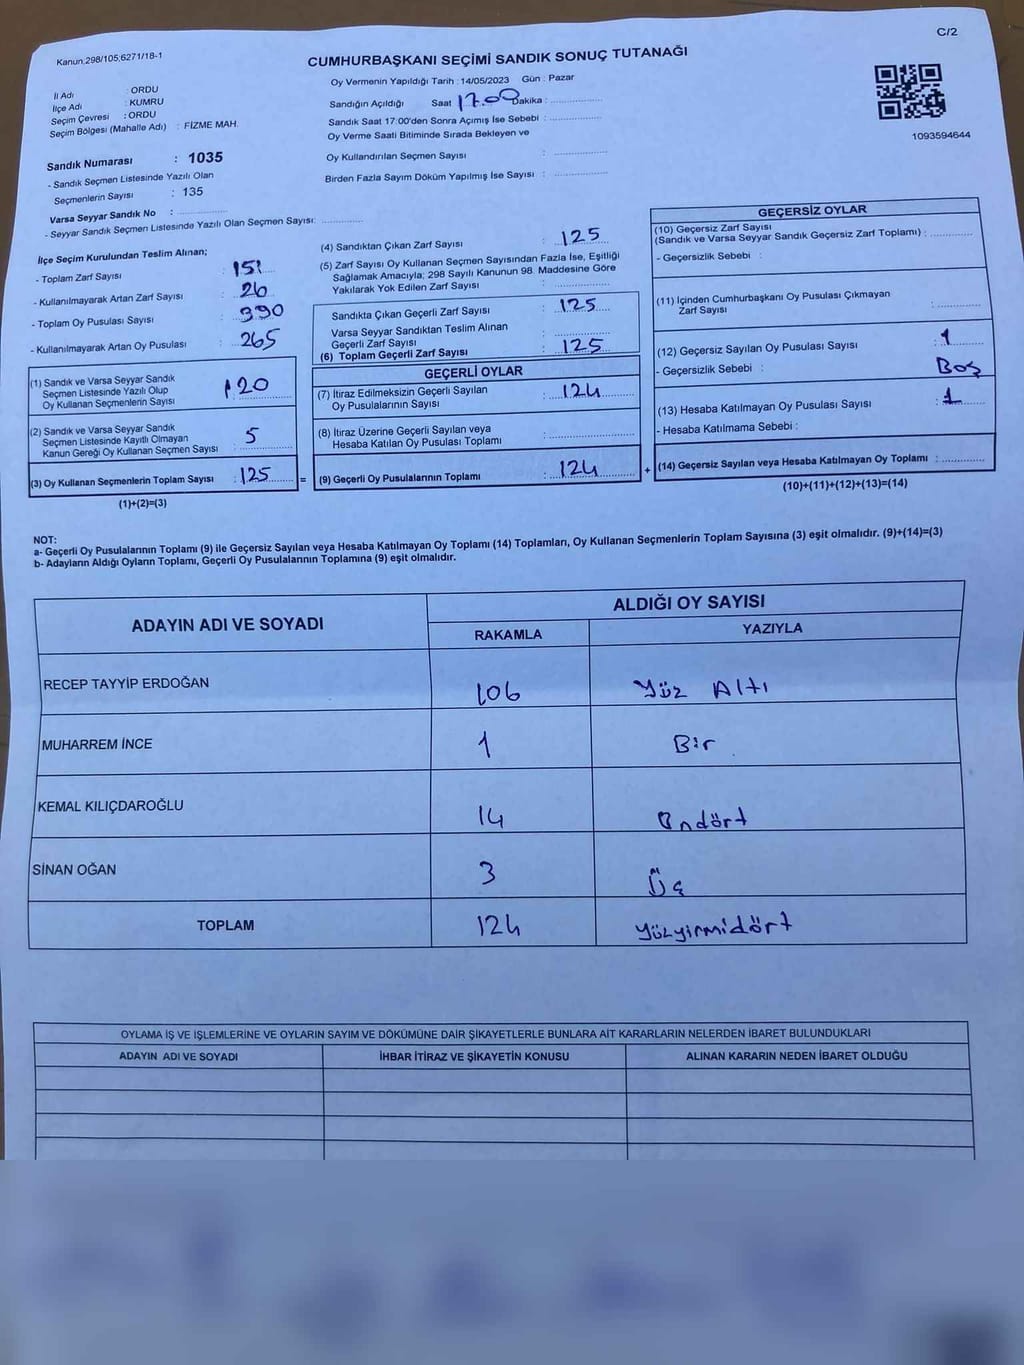 C/2
Kanun:298/105;6271/18-1
CUMHURBAŞKANI SEÇİMİ SANDIK SONUÇ TUTANAĞI
İl Adı : ORDU
İlçe Adı : KUMRU
Seçim Çevresi : ORDU
Seçim Bölgesi (Mahalle Adı) : FİZME MAH.
Oy Vermenin Yapıldığı Tarih : 14/05/2023 Gün : Pazar
Sandığın Açıldığı Saat 17.00 Dakika :
Sandık Saat 17:00'den Sonra Açımış İse Sebebi :
Oy Verme Saati Bitiminde Sırada Bekleyen ve
Oy Kullandırılan Seçmen Sayısı :
Birden Fazla Sayım Döküm Yapılmış İse Sayısı :
1093594644
Sandık Numarası : 1035
- Sandık Seçmen Listesinde Yazılı Olan
Seçmenlerin Sayısı : 135
Varsa Seyyar Sandık No :
- Seyyar Sandık Seçmen Listesinde Yazılı Olan Seçmen Sayısı:
İlçe Seçim Kurulundan Teslim Alınan;
- Toplam Zarf Sayısı : 151
- Kullanılmayarak Artan Zarf Sayısı : 26
- Toplam Oy Pusulası Sayısı : 390
- Kullanılmayarak Artan Oy Pusulası : 265
(1) Sandık ve Varsa Seyyar Sandık
Seçmen Listesinde Yazılı Olup
Oy Kullanan Seçmenlerin Sayısı : 120
(2) Sandık ve Varsa Seyyar Sandık
Seçmen Listesinde Kayıtlı Olmayan
Kanun Gereği Oy Kullanan Seçmen Sayısı : 5
(3) Oy Kullanan Seçmenlerin Toplam Sayısı : 125
(1)+(2)=(3)
=
(4) Sandıktan Çıkan Zarf Sayısı : 125
(5) Zarf Sayısı Oy Kullanan Seçmen Sayısından Fazla İse, Eşitliği
Sağlamak Amacıyla; 298 Sayılı Kanunun 98. Maddesine Göre
Yakılarak Yok Edilen Zarf Sayısı :
Sandıkta Çıkan Geçerli Zarf Sayısı : 125
Varsa Seyyar Sandıktan Teslim Alınan
Geçerli Zarf Sayısı :
(6) Toplam Geçerli Zarf Sayısı : 125
GEÇERLİ OYLAR
(7) İtiraz Edilmeksizin Geçerli Sayılan
Oy Pusulalarının Sayısı : 124
(8) İtiraz Üzerine Geçerli Sayılan veya
Hesaba Katılan Oy Pusulası Toplamı :
(9) Geçerli Oy Pusulalarının Toplamı : 124
+
GEÇERSİZ OYLAR
(10) Geçersiz Zarf Sayısı
(Sandık ve Varsa Seyyar Sandık Geçersiz Zarf Toplamı) :
- Geçersizlik Sebebi :
(11) İçinden Cumhurbaşkanı Oy Pusulası Çıkmayan
Zarf Sayısı :
(12) Geçersiz Sayılan Oy Pusulası Sayısı : 1
- Geçersizlik Sebebi : Boş
(13) Hesaba Katılmayan Oy Pusulası Sayısı : 1
- Hesaba Katılmama Sebebi :
(14) Geçersiz Sayılan veya Hesaba Katılmayan Oy Toplamı :
(10)+(11)+(12)+(13)=(14)
NOT:
a- Geçerli Oy Pusulalarının Toplamı (9) ile Geçersiz Sayılan veya Hesaba Katılmayan Oy Toplamı (14) Toplamları, Oy Kullanan Seçmenlerin Toplam Sayısına (3) eşit olmalıdır. (9)+(14)=(3)
b- Adayların Aldığı Oyların Toplamı, Geçerli Oy Pusulalarının Toplamına (9) eşit olmalıdır.
ADAYIN ADI VE SOYADI
ALDIĞI OY SAYISI
RAKAMLA YAZIYLA
RECEP TAYYİP ERDOĞAN 106 Yüz Altı
MUHARREM İNCE 1 Bir
KEMAL KILIÇDAROĞLU 14 Ondört
SİNAN OĞAN 3 Üç
TOPLAM 124 Yüzyirmidört
OYLAMA İŞ VE İŞLEMLERİNE VE OYLARIN SAYIM VE DÖKÜMÜNE DAİR ŞİKAYETLERLE BUNLARA AİT KARARLARIN NELERDEN İBARET BULUNDUKLARI
ADAYIN ADI VE SOYADI İHBAR İTİRAZ VE ŞİKAYETİN KONUSU ALINAN KARARIN NEDEN İBARET OLDUĞU